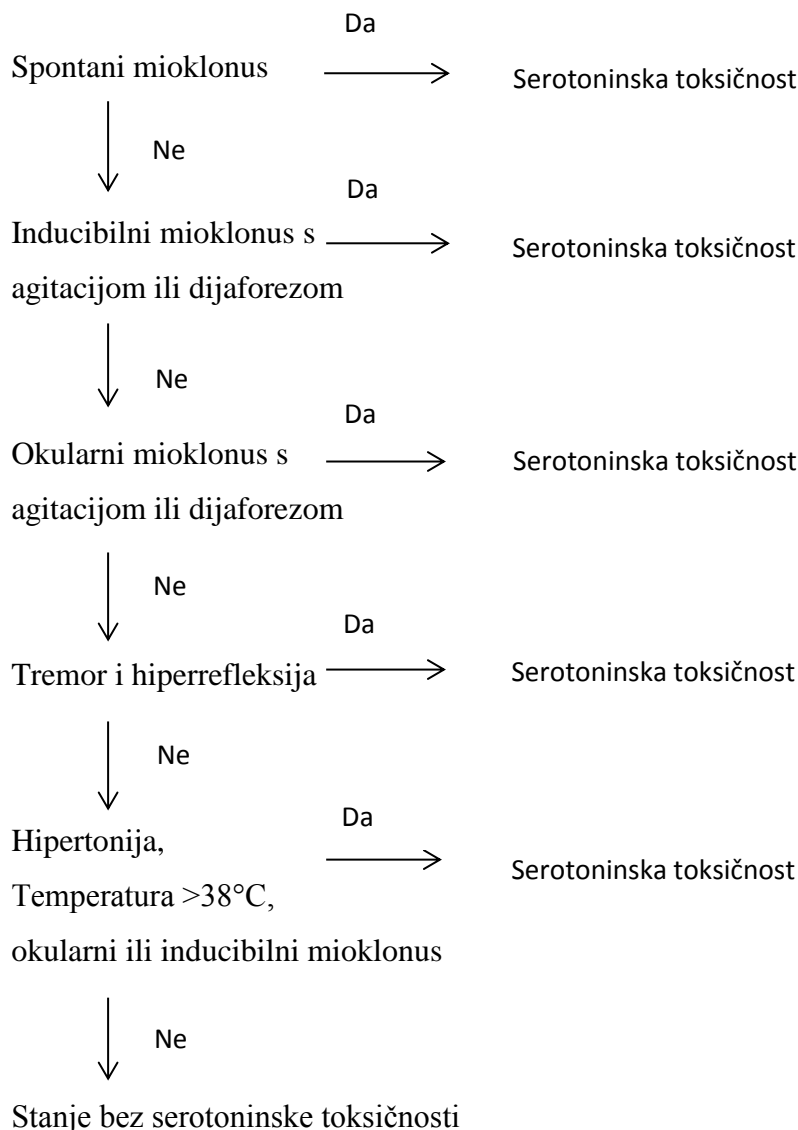 Da
Spontani mioklonus
Serotoninska toksičnost
Ne
Da
Inducibilni mioklonus s
Serotoninska toksičnost
agitacijom ili dijaforezom
Ne
Da
Okularni mioklonus s
Serotoninska toksičnost
agitacijom ili dijaforezom
Ne
Da
Tremor i hiperrefleksija
Serotoninska toksičnost
Ne
Da
Hipertonija,
Serotoninska toksičnost
Temperatura >38°C,
okularni ili inducibilni mioklonus
Ne
Stanje bez serotoninske toksičnosti